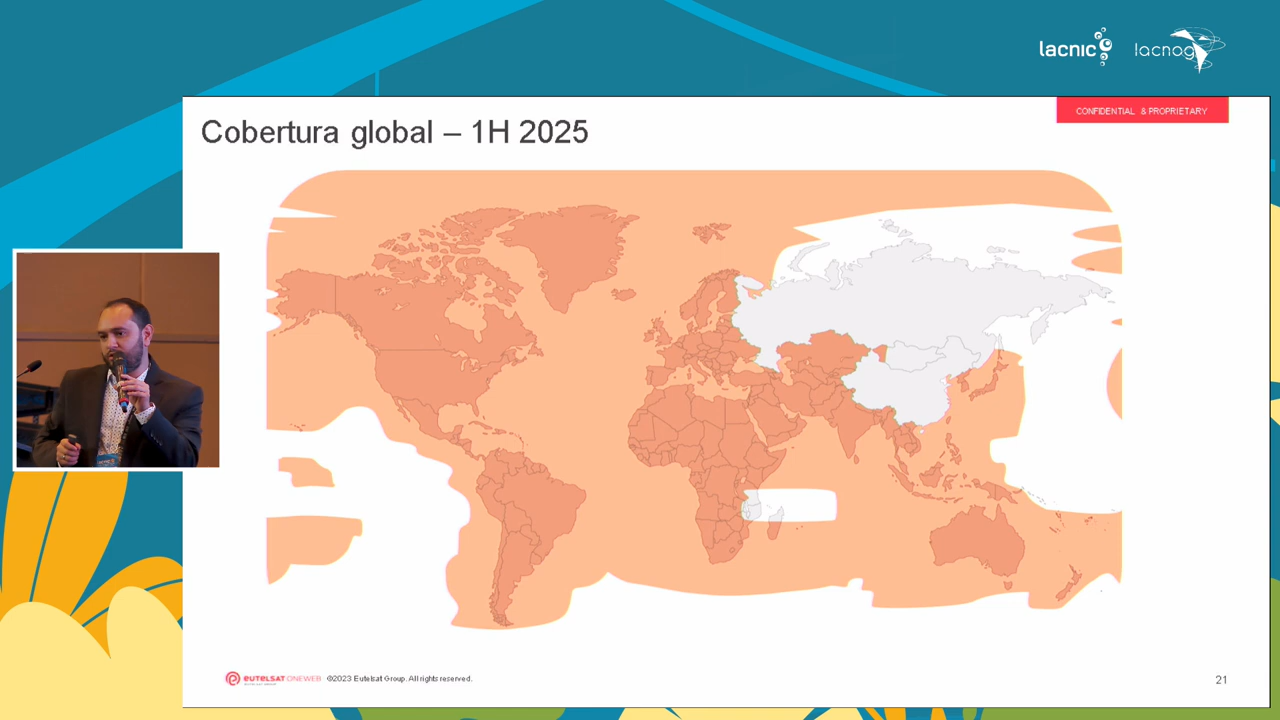 lacnic
lacnog
CONFIDENTIAL & PROPRIETARY
Cobertura global – 1H 2025
eutelsat ONEWEB
©2023 Eutelsat Group. All rights reserved.
21